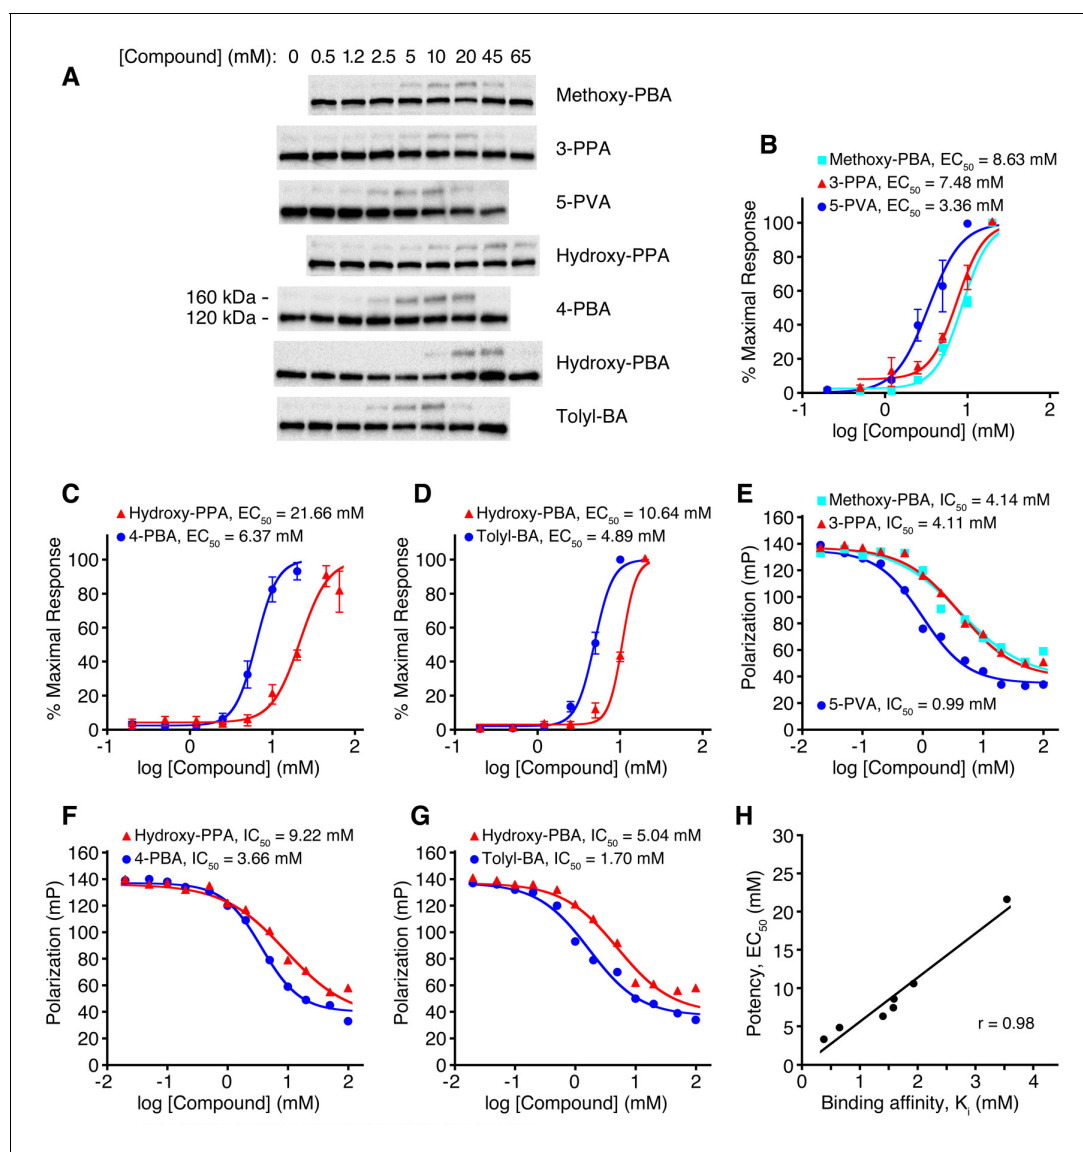 A
[Compound] (mM): 0 0.5 1.2 2.5 5 10 20 45 65
Methoxy-PBA
3-PPA
5-PVA
Hydroxy-PPA
160 kDa -
120 kDa -
4-PBA
Hydroxy-PBA
Tolyl-BA
B
Methoxy-PBA, EC50 = 8.63 mM
3-PPA, EC50 = 7.48 mM
5-PVA, EC50 = 3.36 mM
% Maximal Response
100
80
60
40
20
0
-1 0 1 2
log [Compound] (mM)
C
Hydroxy-PPA, EC50 = 21.66 mM
4-PBA, EC50 = 6.37 mM
% Maximal Response
100
80
60
40
20
0
-1 0 1 2
log [Compound] (mM)
D
Hydroxy-PBA, EC50 = 10.64 mM
Tolyl-BA, EC50 = 4.89 mM
% Maximal Response
100
80
60
40
20
0
-1 0 1 2
log [Compound] (mM)
E
Methoxy-PBA, IC50 = 4.14 mM
3-PPA, IC50 = 4.11 mM
5-PVA, IC50 = 0.99 mM
Polarization (mP)
160
140
120
100
80
60
40
20
0
-2 -1 0 1 2
log [Compound] (mM)
F
Hydroxy-PPA, IC50 = 9.22 mM
4-PBA, IC50 = 3.66 mM
Polarization (mP)
160
140
120
100
80
60
40
20
0
-2 -1 0 1 2
log [Compound] (mM)
G
Hydroxy-PBA, IC50 = 5.04 mM
Tolyl-BA, IC50 = 1.70 mM
Polarization (mP)
160
140
120
100
80
60
40
20
0
-2 -1 0 1 2
log [Compound] (mM)
H
Potency, EC50 (mM)
30
25
20
15
10
5
0
r = 0.98
0 1 2 3 4
Binding affinity, Ki (mM)